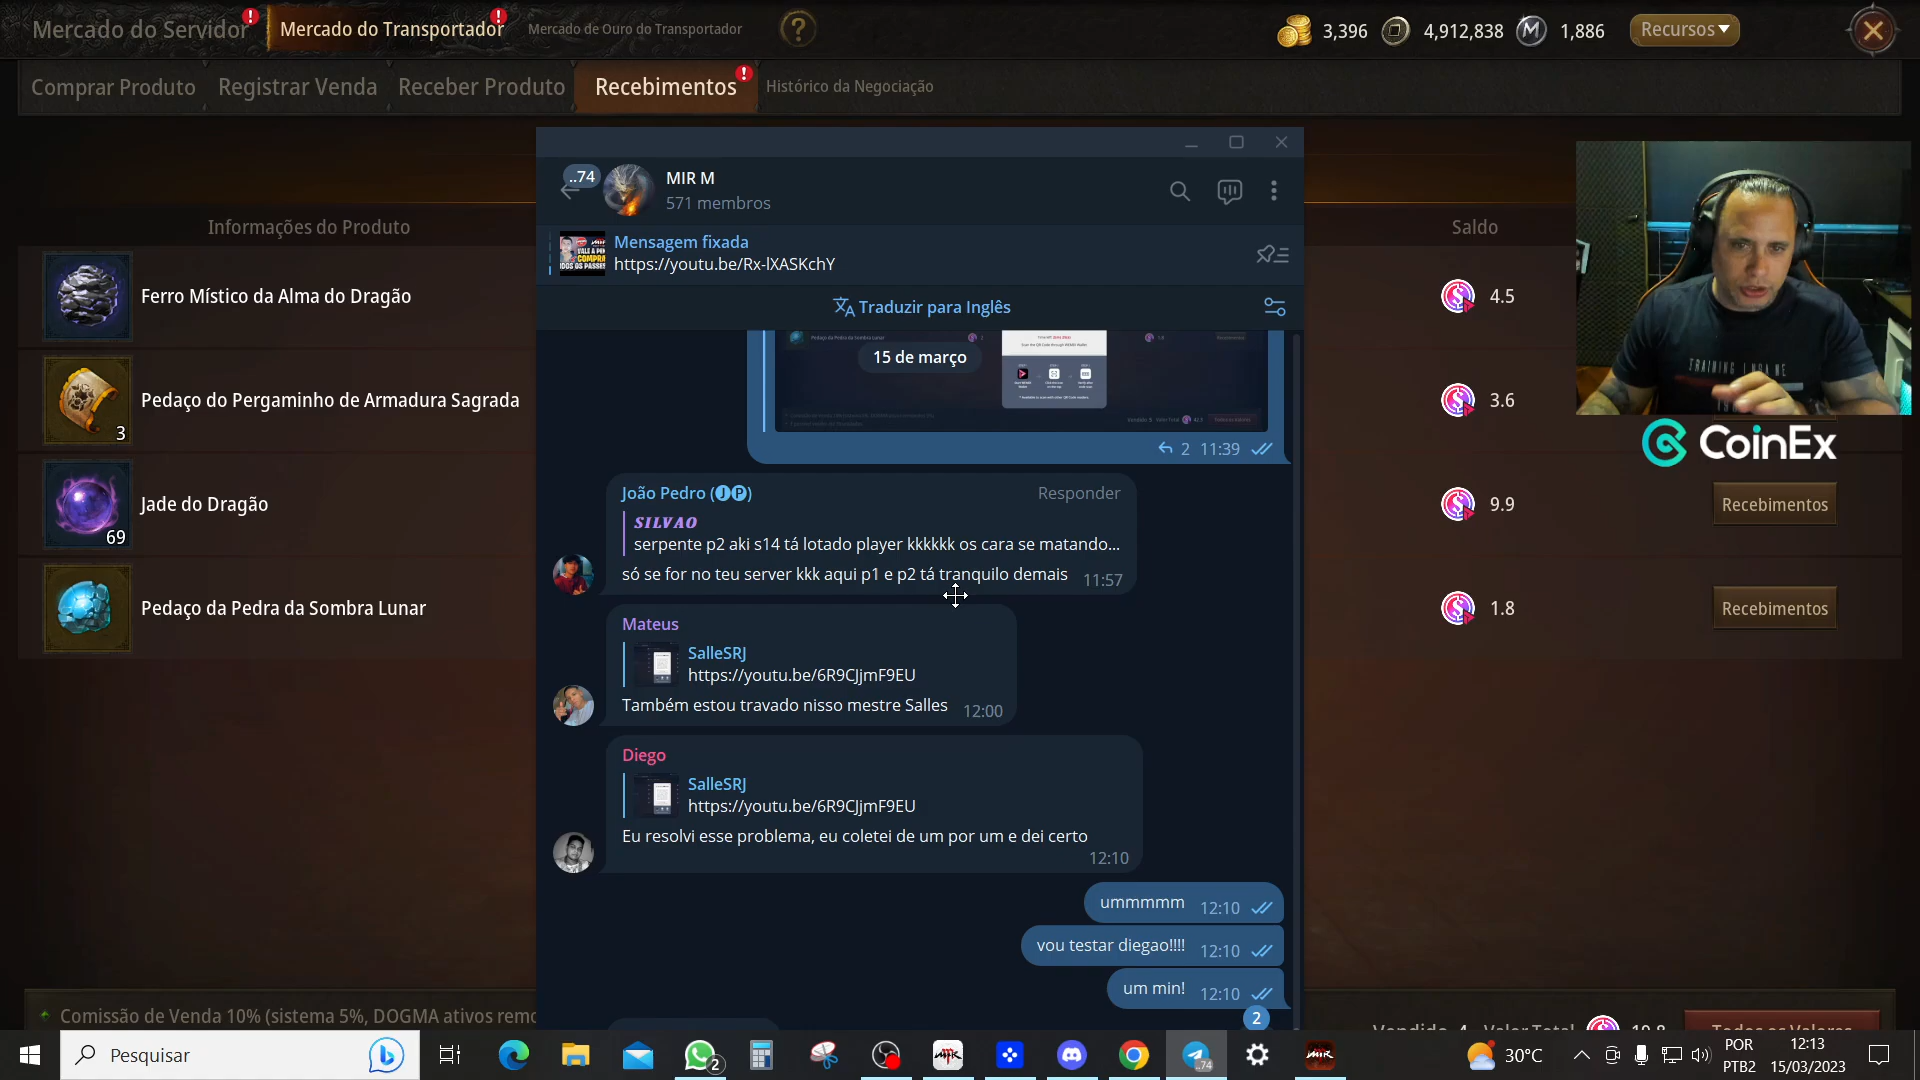 Mercado do Servidor
Mercado do Transportador
Mercado de Ouro do Transportador
?
3,396
4,912,838
M
1,886
Recursos
Comprar Produto
Registrar Venda
Receber Produto
Recebimentos
Histórico da Negociação
Informações do Produto
Saldo
Ferro Místico da Alma do Dragão
4.5
Pedaço do Pergaminho de Armadura Sagrada
3
3.6
Jade do Dragão
69
9.9
Recebimentos
Pedaço da Pedra da Sombra Lunar
1.8
Recebimentos
..74
MIR M
571 membros
Mensagem fixada
https://youtu.be/Rx-lXASKchY
Traduzir para Inglês
15 de março
2 11:39
João Pedro (🅙🅟)
Responder
SILVAO
serpente p2 aki s14 tá lotado player kkkkkk os cara se matando...
só se for no teu server kkk aqui p1 e p2 tá tranquilo demais
11:57
Mateus
SalleSRJ
https://youtu.be/6R9CJjmF9EU
Também estou travado nisso mestre Salles
12:00
Diego
SalleSRJ
https://youtu.be/6R9CJjmF9EU
Eu resolvi esse problema, eu coletei de um por um e dei certo
12:10
ummmmm
12:10
vou testar diegao!!!!
12:10
um min!
12:10
2
CoinEx
Comissão de Venda 10% (sistema 5%, DOGMA ativos remo
Pesquisar
2
..74
30°C
POR
PTB2
12:13
15/03/2023